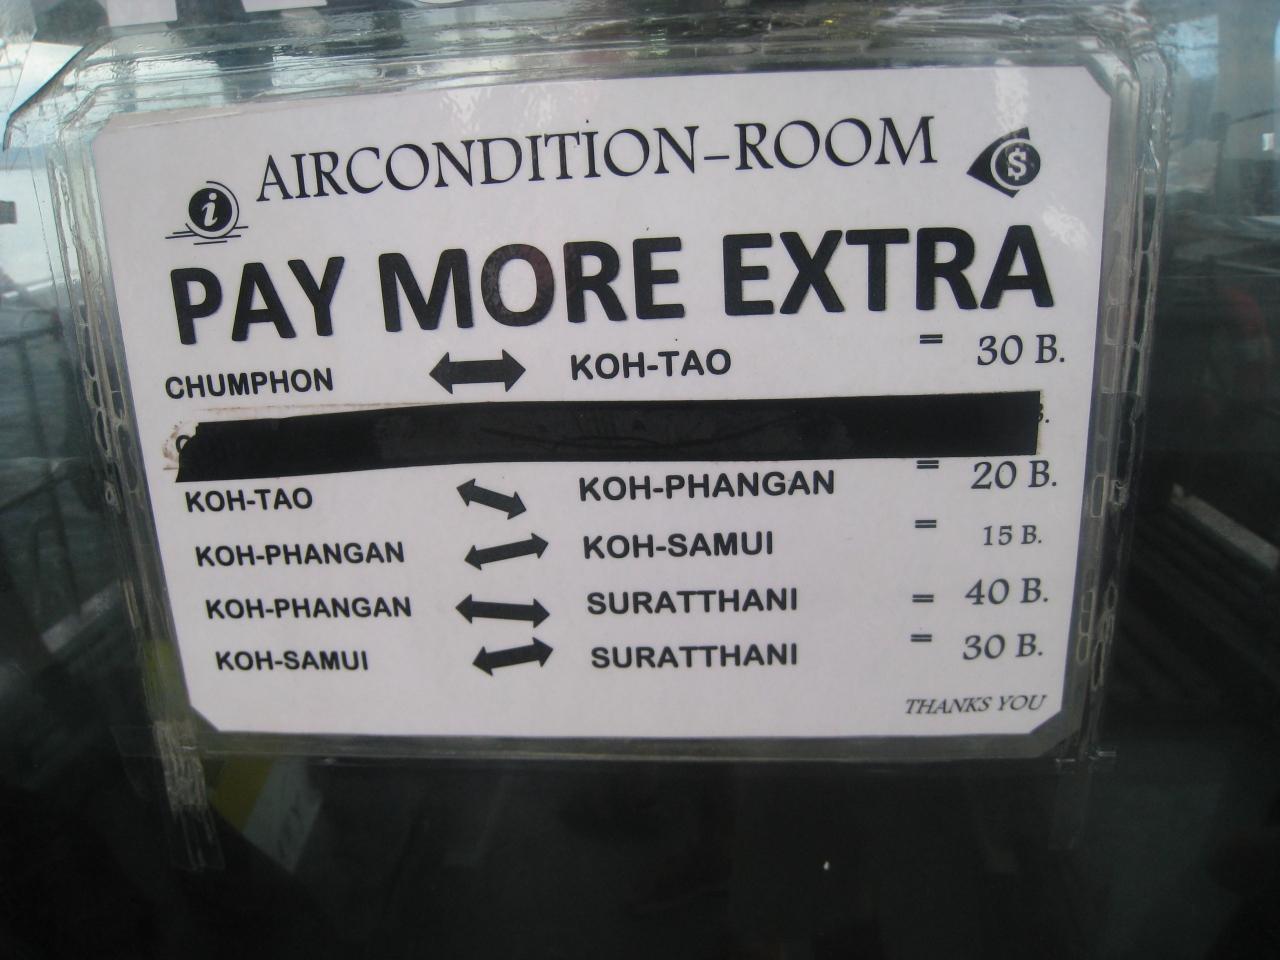 AIRCONDITION-ROOM
PAY MORE EXTRA
CHUMPHON KOH-TAO = 30 B.
KOH-TAO KOH-PHANGAN = 20 B.
KOH-PHANGAN KOH-SAMUI = 15 B.
KOH-PHANGAN SURATTHANI = 40 B.
KOH-SAMUI SURATTHANI = 30 B.
THANKS YOU